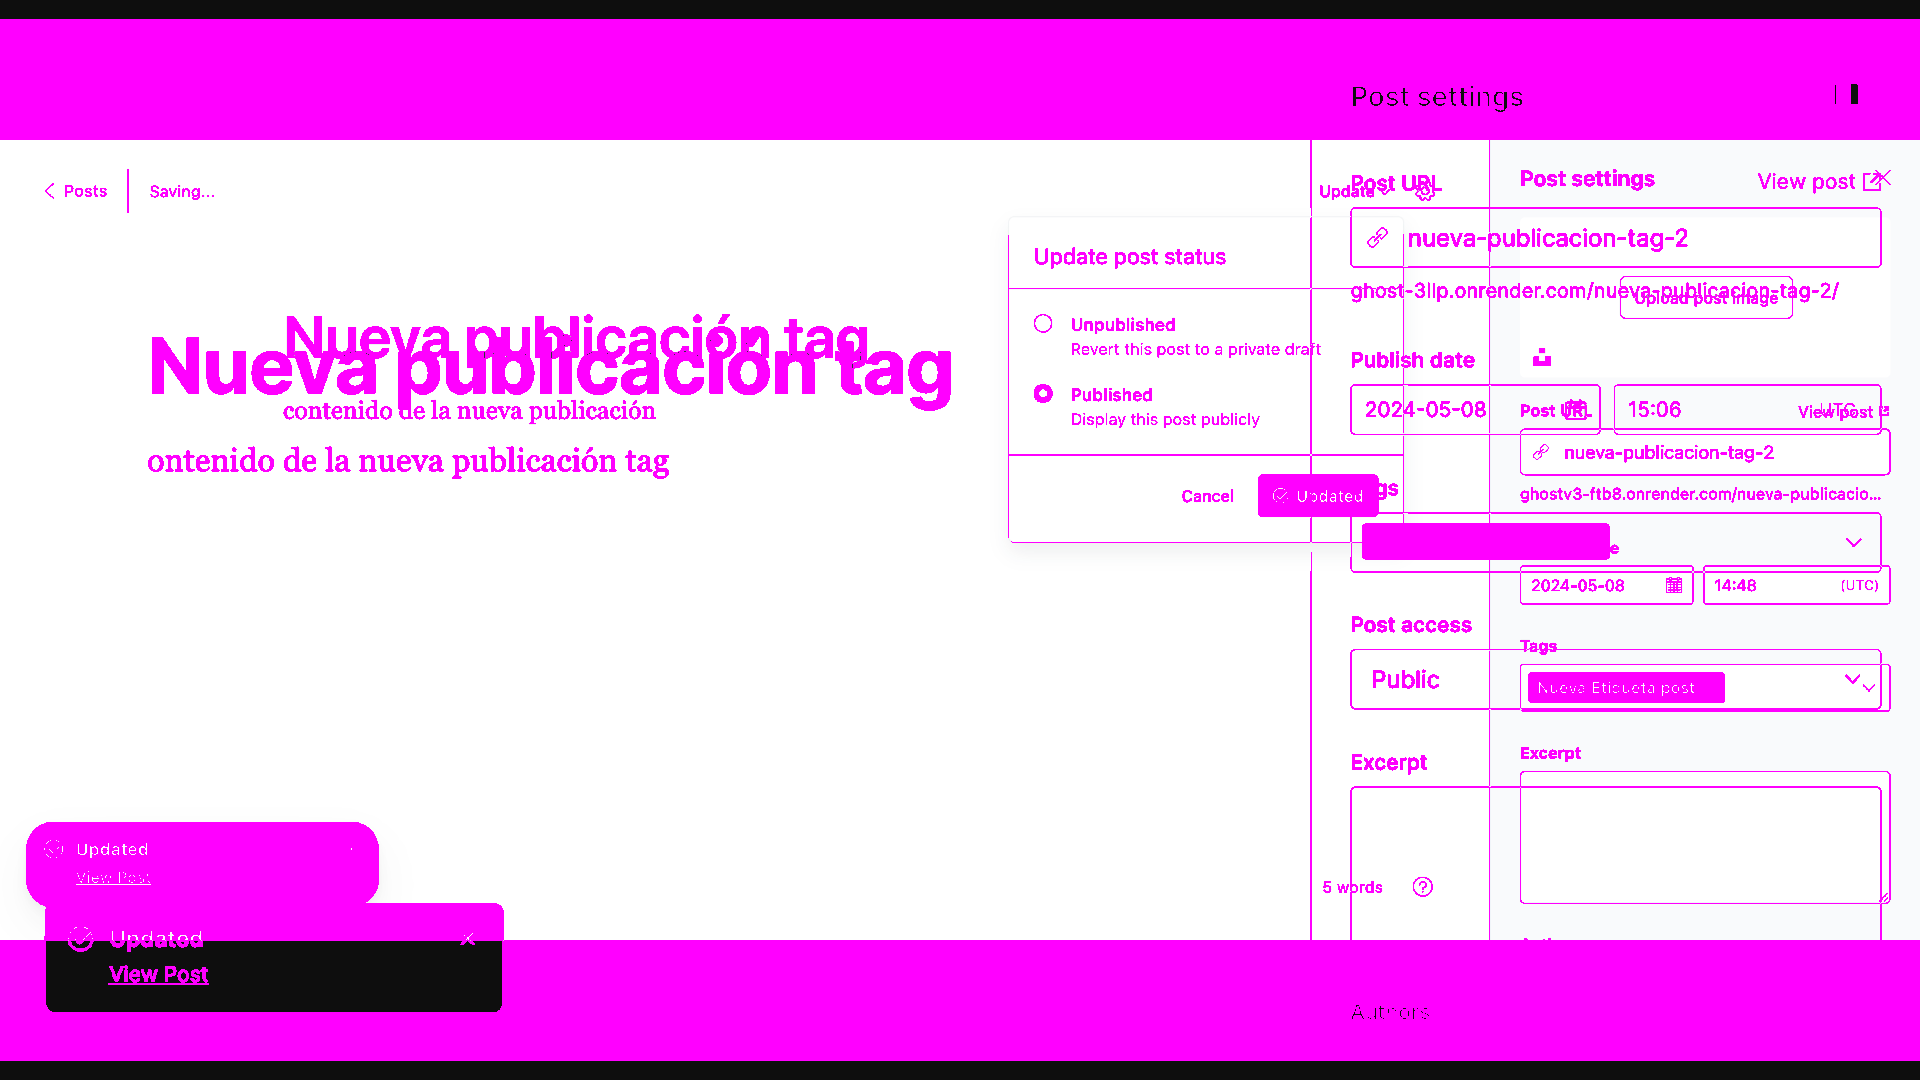 Post settings
Posts
Saving...
Update
Post URL
Post settings
View post
nueva-publicacion-tag-2
Update post status
ghost-3llp.onrender.com/nueva-publicacion-tag-2/
Upload post image
Nueva publicación tag
Nueva publicación tag
Unpublished
Revert this post to a private draft
Publish date
Published
Display this post publicly
contenido de la nueva publicación
2024-05-08
15:06
UTC
Post URL
View post
nueva-publicacion-tag-2
ontenido de la nueva publicación tag
Cancel
Updated
gs
ghostv3-ftb8.onrender.com/nueva-publicacio...
e
2024-05-08
14:48
(UTC)
Post access
Tags
Public
Nueva Etiqueta post
Excerpt
Excerpt
Updated
View Post
5 words
Updated
View Post
Authors